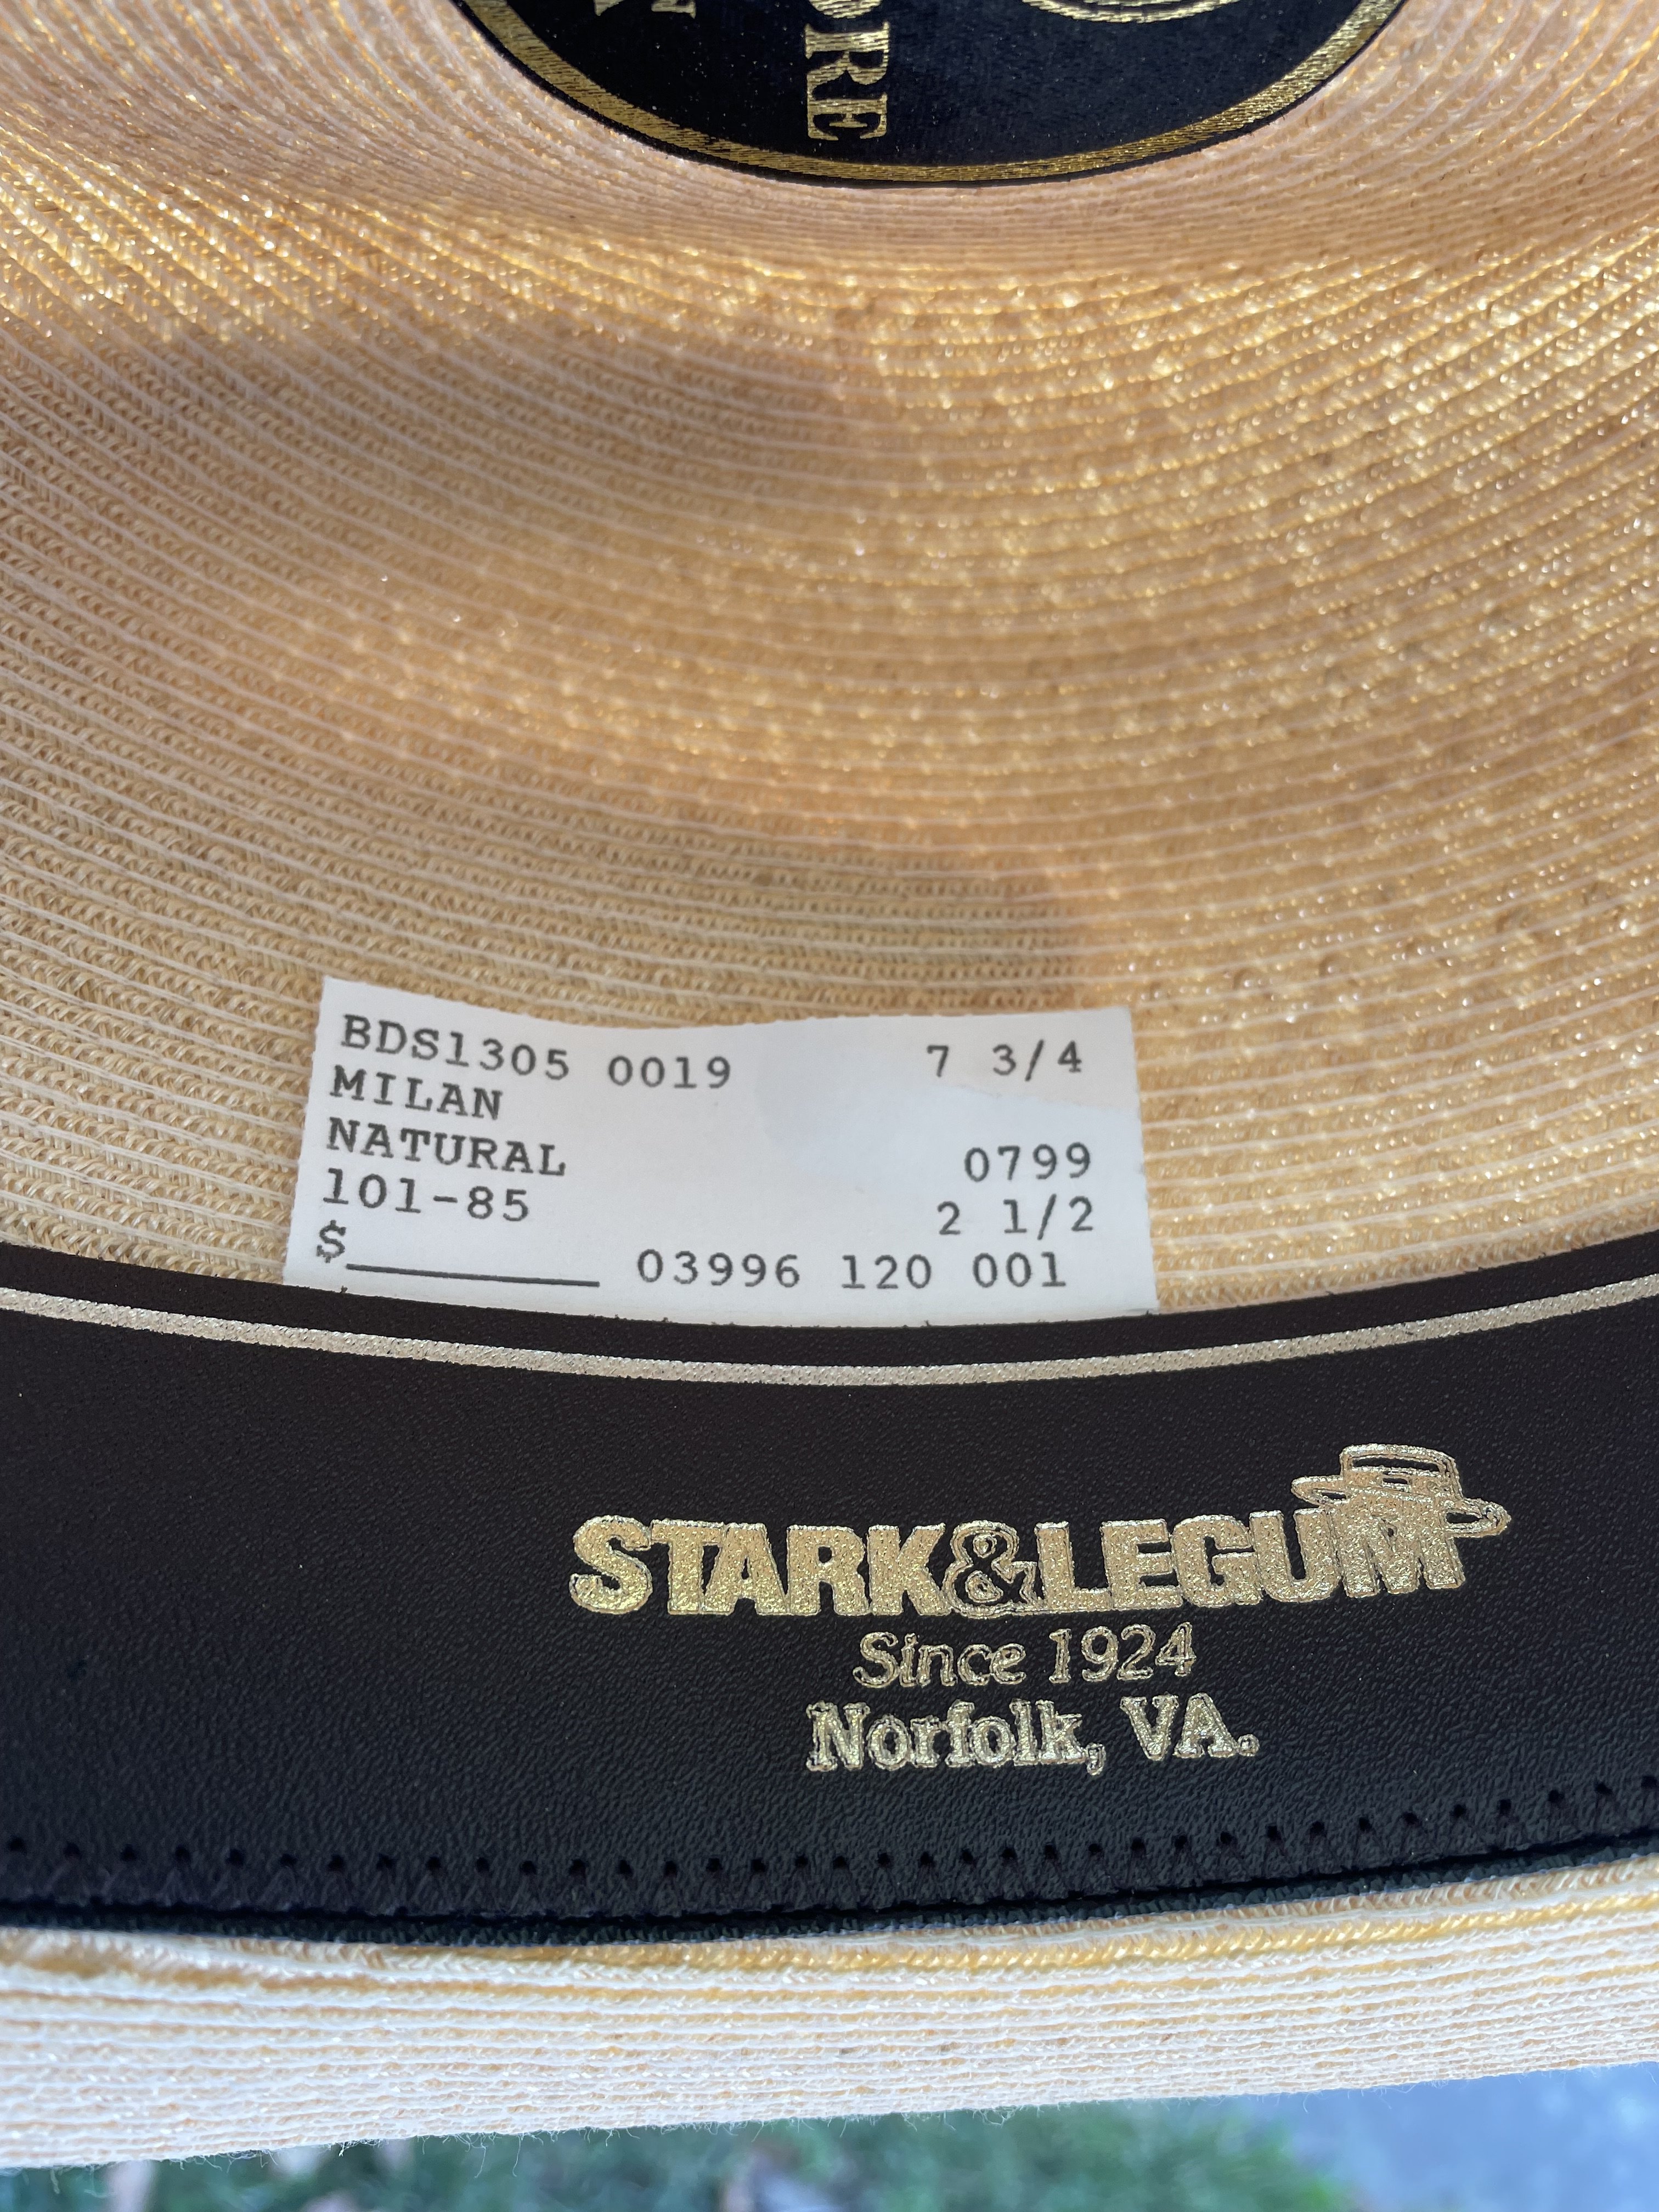 BDS1305 0019 7 3/4
MILAN
NATURAL 0799
101-85 2 1/2
$________ 03996 120 001
STARK&LEGUM
Since 1924
Norfolk, VA.